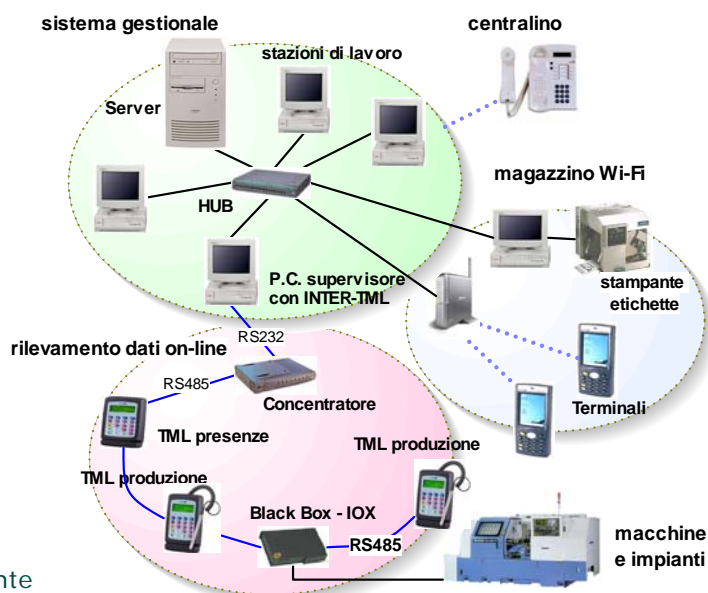 sistema gestionale
centralino
stazioni di lavoro
Server
HUB
magazzino Wi-Fi
P.C. supervisore
con INTER-TML
stampante
etichette
RS232
rilevamento dati on-line
RS485
Concentratore
Terminali
TML presenze
TML produzione
TML produzione
Black Box - IOX
RS485
macchine
e impianti
nte